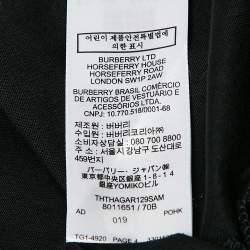 어린이 제품안전특별법에
의한 표시
BURBERRY LTD
HORSEFERRY HOUSE
HORSEFERRY ROAD
LONDON SW1P 2AW
BURBERRY BRASIL COMÉRCIO
DE ARTIGOS DE VESTUÁRIO E
ACESSÓRIOS LTDA.
CNPJ: 10.770.518/0001-68
제조원 : 버버리
수입원 : 버버리코리아㈜
소비자상담실 : 080 700 8800
주소 : 서울시 강남구 도산대로
459번지
バーバリー・ジャパン㈱
東京都中央区銀座 1-8-16
銀座YOMIKOビル
THTHAGAR129SAM
8011651 / 70B
AD POHK
019
TG1-4920 PAGE 4